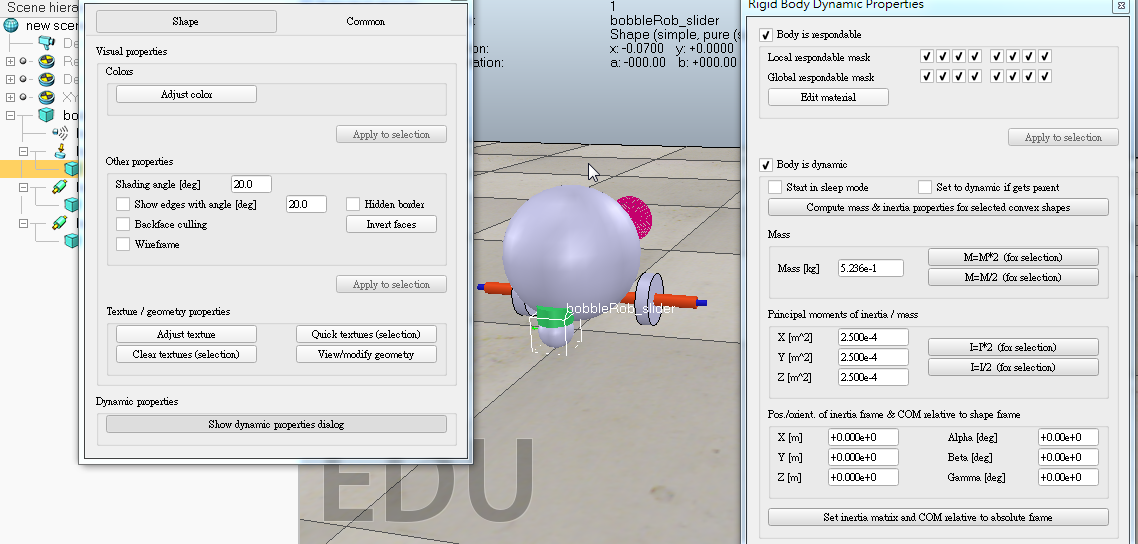 Scene hiera
new scen
De
Re
De
XY
bo
Shape
Common
Visual properties
Colors
Adjust color
Apply to selection
Other properties
Shading angle [deg] 20.0
Show edges with angle [deg] 20.0 Hidden border
Backface culling Invert faces
Wireframe
Apply to selection
Texture / geometry properties
Adjust texture Quick textures (selection)
Clear textures (selection) View/modify geometry
Dynamic properties
Show dynamic properties dialog
1
bobbleRob_slider
Shape (simple, pure (s
on: x: -0.0700 y: +0.0000
ation: a: -000.00 b: +000.00
bobbleRob_slider
EDU
Rigid Body Dynamic Properties
Body is respondable
Local respondable mask
Global respondable mask
Edit material
Apply to selection
Body is dynamic
Start in sleep mode Set to dynamic if gets parent
Compute mass & inertia properties for selected convex shapes
Mass
Mass [kg] 5.236e-1 M=M*2 (for selection)
M=M/2 (for selection)
Principal moments of inertia / mass
X [m^2] 2.500e-4 I=I*2 (for selection)
Y [m^2] 2.500e-4 I=I/2 (for selection)
Z [m^2] 2.500e-4
Pos./orient. of inertia frame & COM relative to shape frame
X [m] +0.000e+0 Alpha [deg] +0.00e+0
Y [m] +0.000e+0 Beta [deg] +0.00e+0
Z [m] +0.000e+0 Gamma [deg] +0.00e+0
Set inertia matrix and COM relative to absolute frame